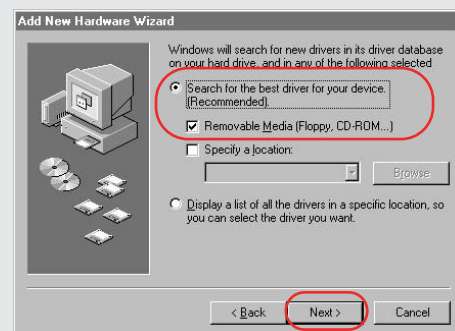 Add New Hardware Wizard
Windows will search for new drivers in its driver database
on your hard drive, and in any of the following selected
Search for the best driver for your device.
(Recommended).
Removable Media (Floppy, CD-ROM...)
Specify a location:
Browse
Display a list of all the drivers in a specific location, so
you can select the driver you want.
< Back
Next >
Cancel